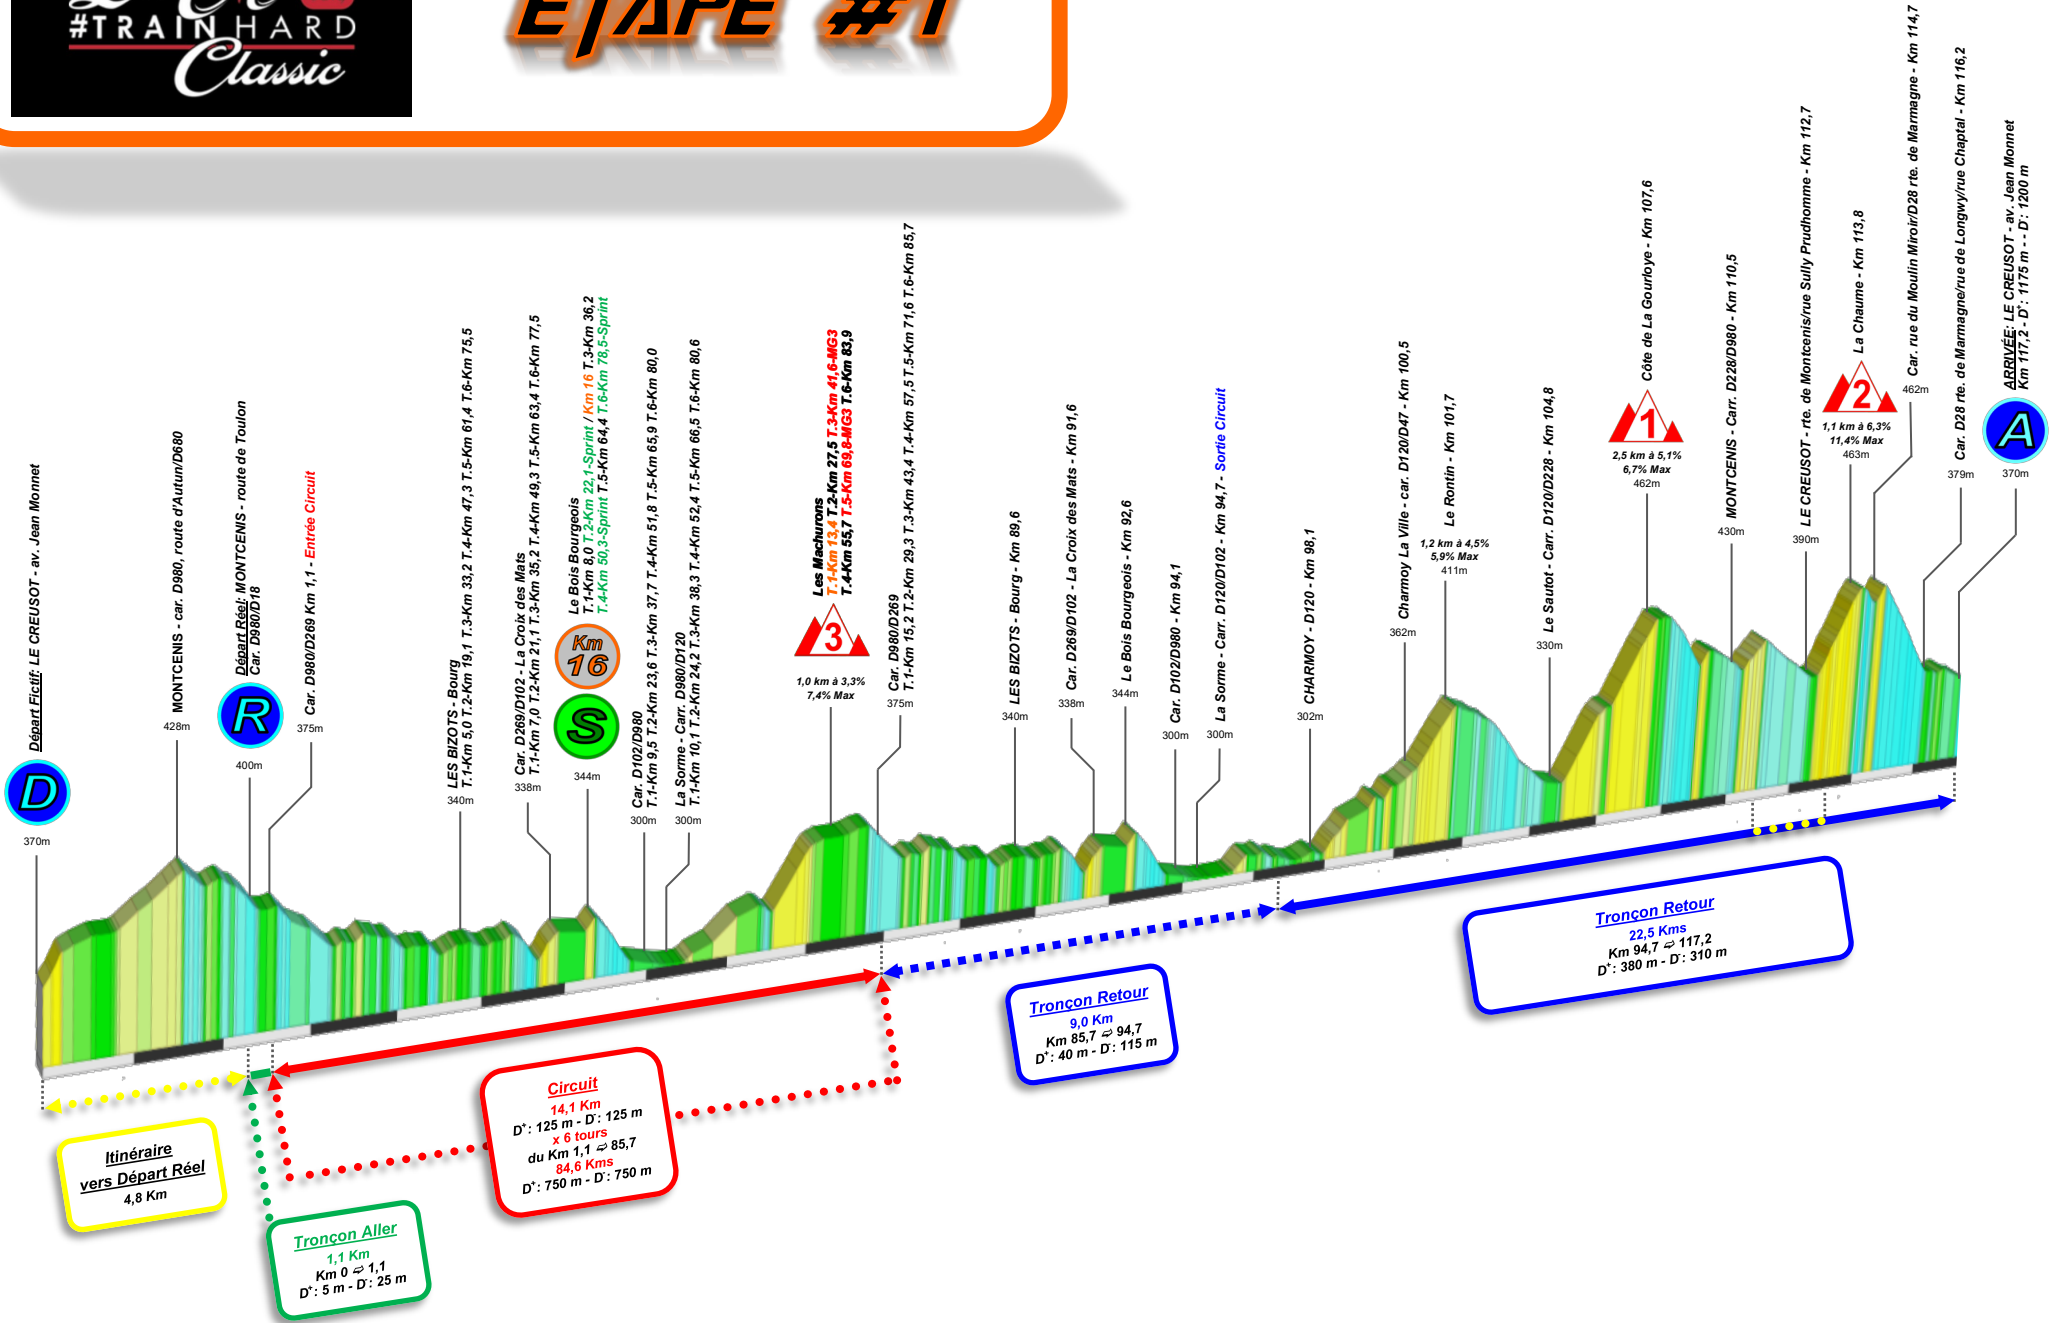 #TRAINHARD
Classic
ETAPE #1
Départ Fictif: LE CREUSOT - av. Jean Monnet
D
370m
MONTCENIS - car. D980, route d'Autun/D680
428m
Départ Réel: MONTCENIS - route de Toulon
Car. D980/D18
R
400m
Car. D980/D269 Km 1,1 - Entrée Circuit
375m
LES BIZOTS - Bourg
T.1-Km 5,0 T.2-Km 19,1 T.3-Km 33,2 T.4-Km 47,3 T.5-Km 61,4 T.6-Km 75,5
340m
Car. D269/D102 - La Croix des Mats
T.1-Km 7,0 T.2-Km 21,1 T.3-Km 35,2 T.4-Km 49,3 T.5-Km 63,4 T.6-Km 77,5
338m
Le Bois Bourgeois
T.1-Km 8,0 T.2-Km 22,1-Sprint / Km 16 T.3-Km 36,2
T.4-Km 50,3-Sprint T.5-Km 64,4 T.6-Km 78,5-Sprint
Km
16
S
344m
Car. D102/D980
T.1-Km 9,5 T.2-Km 23,6 T.3-Km 37,7 T.4-Km 51,8 T.5-Km 65,9 T.6-Km 80,0
300m
La Sorme - Carr. D980/D120
T.1-Km 10,1 T.2-Km 24,2 T.3-Km 38,3 T.4-Km 52,4 T.5-Km 66,5 T.6-Km 80,6
300m
Les Machurons
T.1-Km 13,4 T.2-Km 27,5 T.3-Km 41,6-MG3
T.4-Km 55,7 T.5-Km 69,8-MG3 T.6-Km 83,9
3
1,0 km à 3,3%
7,4% Max
Car. D980/D269
T.1-Km 15,2 T.2-Km 29,3 T.3-Km 43,4 T.4-Km 57,5 T.5-Km 71,6 T.6-Km 85,7
375m
LES BIZOTS - Bourg - Km 89,6
340m
Car. D269/D102 - La Croix des Mats - Km 91,6
338m
Le Bois Bourgeois - Km 92,6
344m
Car. D102/D980 - Km 94,1
300m
La Sorme - Carr. D120/D102 - Km 94,7 - Sortie Circuit
300m
CHARMOY - D120 - Km 98,1
302m
Charmoy La Ville - car. D120/D47 - Km 100,5
362m
Le Rontin - Km 101,7
1,2 km à 4,5%
5,9% Max
411m
Le Sautot - Carr. D120/D228 - Km 104,8
330m
Côte de La Gourloye - Km 107,6
1
2,5 km à 5,1%
6,7% Max
462m
MONTCENIS - Carr. D228/D980 - Km 110,5
430m
LE CREUSOT - rte. de Montcenis/rue Sully Prudhomme - Km 112,7
390m
La Chaume - Km 113,8
2
1,1 km à 6,3%
11,4% Max
463m
Car. rue du Moulin Miroir/D28 rte. de Marmagne - Km 114,7
462m
Car. D28 rte. de Marmagne/rue de Longwy/rue Chaptal - Km 116,2
379m
ARRIVÉE: LE CREUSOT - av. Jean Monnet
Km 117,2 - D+: 1175 m - - D-: 1200 m
A
370m
Itinéraire
vers Départ Réel
4,8 Km
Tronçon Aller
1,1 Km
Km 0 ⇨ 1,1
D+: 5 m - D-: 25 m
Circuit
14,1 Km
D+: 125 m - D-: 125 m
x 6 tours
du Km 1,1 ⇨ 85,7
84,6 Kms
D+: 750 m - D-: 750 m
Tronçon Retour
9,0 Km
Km 85,7 ⇨ 94,7
D+: 40 m - D-: 115 m
Tronçon Retour
22,5 Kms
Km 94,7 ⇨ 117,2
D+: 380 m - D-: 310 m